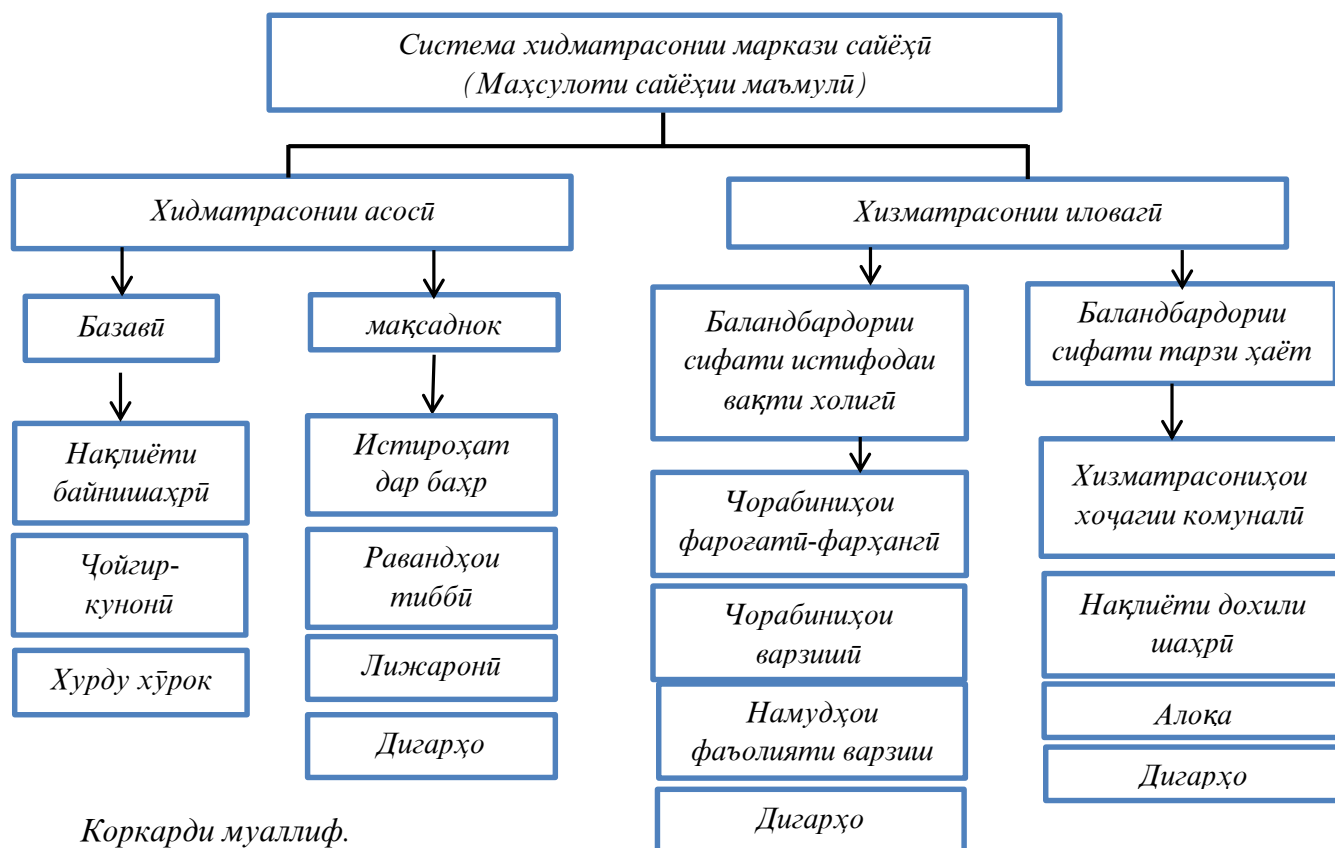 Система хидматрасонии маркази сайёҳӣ
(Маҳсулоти сайёҳии маъмулӣ)
Хидматрасонии асосӣ
Хизматрасонии иловагӣ
Базавӣ
мақсаднок
Баландбардории
сифати истифодаи
вақти холигӣ
Баландбардории
сифати тарзи ҳаёт
Нақлиёти
байнишаҳрӣ
Ҷойгир-
кунонӣ
Хурду хӯрок
Истироҳат
дар баҳр
Равандҳои
тиббӣ
Лижаронӣ
Дигарҳо
Чорабиниҳои
фароғатӣ-фарҳангӣ
Чорабиниҳои
варзишӣ
Намудҳои
фаъолияти варзиш
Дигарҳо
Хизматрасониҳои
хоҷагии комуналӣ
Нақлиёти дохили
шаҳрӣ
Алоқа
Дигарҳо
Коркарди муаллиф.